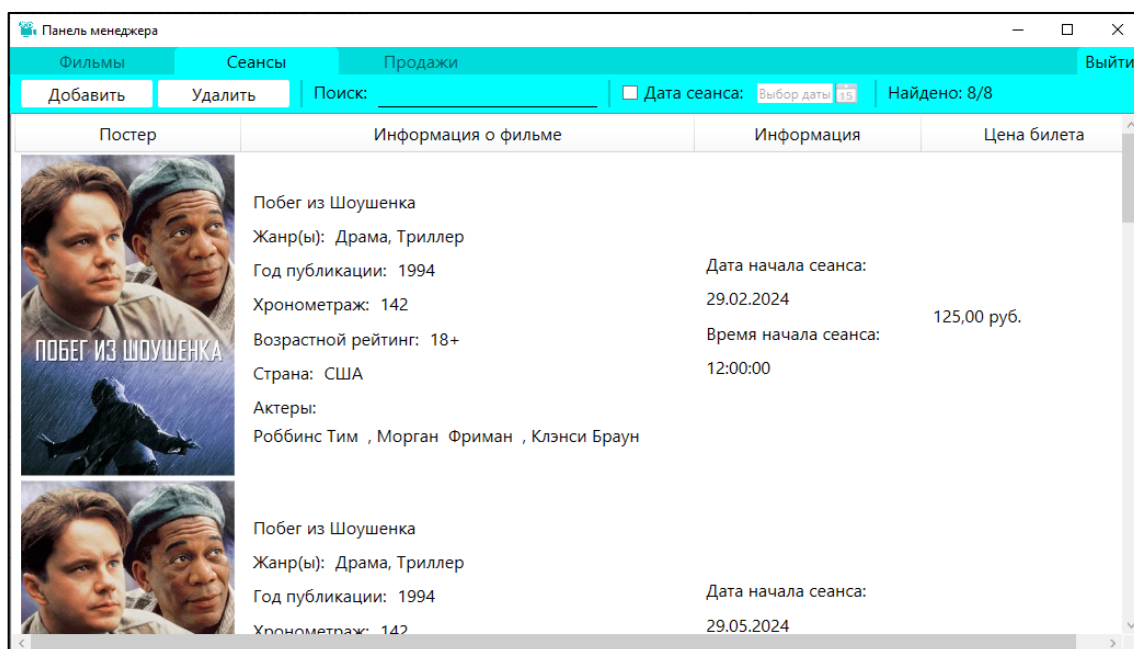 Панель менеджера
Фильмы Сеансы Продажи Выйти
Добавить Удалить Поиск: Дата сеанса: Выбор даты 15 Найдено: 8/8
Постер Информация о фильме Информация Цена билета
ПОБЕГ ИЗ ШОУШЕНКА
Побег из Шоушенка
Жанр(ы): Драма, Триллер
Год публикации: 1994
Хронометраж: 142
Возрастной рейтинг: 18+
Страна: США
Актеры:
Роббинс Тим , Морган Фриман , Клэнси Браун
Дата начала сеанса:
29.02.2024
Время начала сеанса:
12:00:00
125,00 руб.
Побег из Шоушенка
Жанр(ы): Драма, Триллер
Год публикации: 1994
Хронометраж: 142
Дата начала сеанса:
29.05.2024